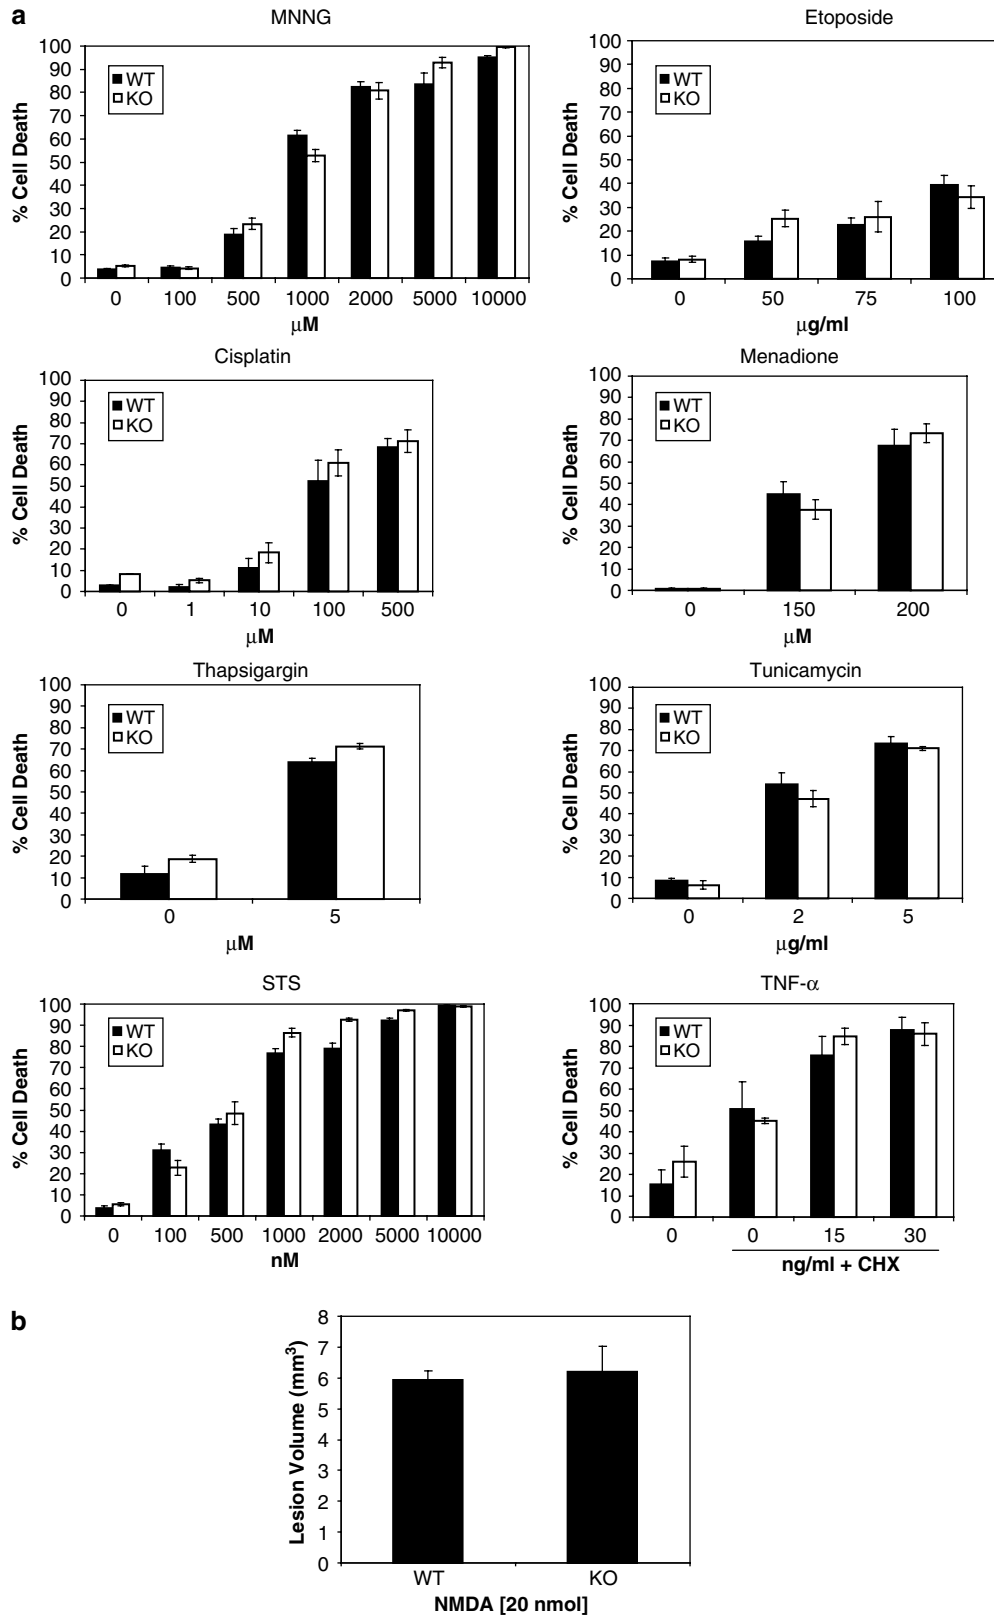 a
MNNG
% Cell Death
100
90
80
70
60
50
40
30
20
10
0
WT
KO
0 100 500 1000 2000 5000 10000
μM
Etoposide
% Cell Death
100
90
80
70
60
50
40
30
20
10
0
WT
KO
0 50 75 100
μg/ml
Cisplatin
% Cell Death
100
90
80
70
60
50
40
30
20
10
0
WT
KO
0 1 10 100 500
μM
Menadione
% Cell Death
100
90
80
70
60
50
40
30
20
10
0
WT
KO
0 150 200
μM
Thapsigargin
% Cell Death
100
90
80
70
60
50
40
30
20
10
0
WT
KO
0 5
μM
Tunicamycin
% Cell Death
100
90
80
70
60
50
40
30
20
10
0
WT
KO
0 2 5
μg/ml
STS
% Cell Death
100
90
80
70
60
50
40
30
20
10
0
WT
KO
0 100 500 1000 2000 5000 10000
nM
TNF-α
% Cell Death
100
90
80
70
60
50
40
30
20
10
0
WT
KO
0 0 15 30
ng/ml + CHX
b
Lesion Volume (mm³)
8
7
6
5
4
3
2
1
0
WT KO
NMDA [20 nmol]